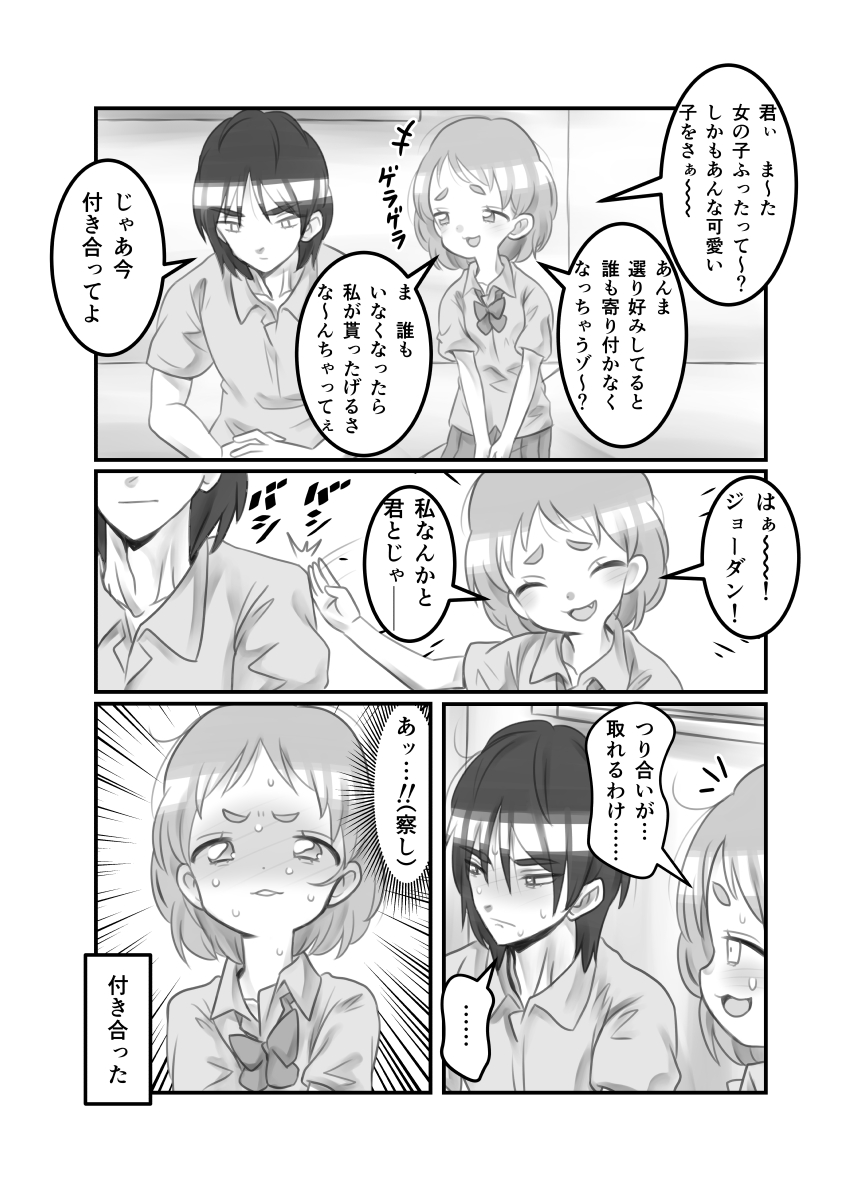 君ぃ　ま〜た
女の子ふったって〜?
しかもあんな可愛い
子をさぁ〜〜〜
あんま
選り好みしてると
誰も寄り付かなく
なっちゃうゾ〜?
ゲラゲラ
ま　誰も
いなくなったら
私が貰ったげるさ
な〜んちゃってぇ
じゃあ今
付き合ってよ
はぁ〜〜〜!
ジョーダン!
私なんかと
君とじゃ──
バシ
バシ
つり合いが…
取れるわけ……
……
あッ…!!(察し)
付き合った